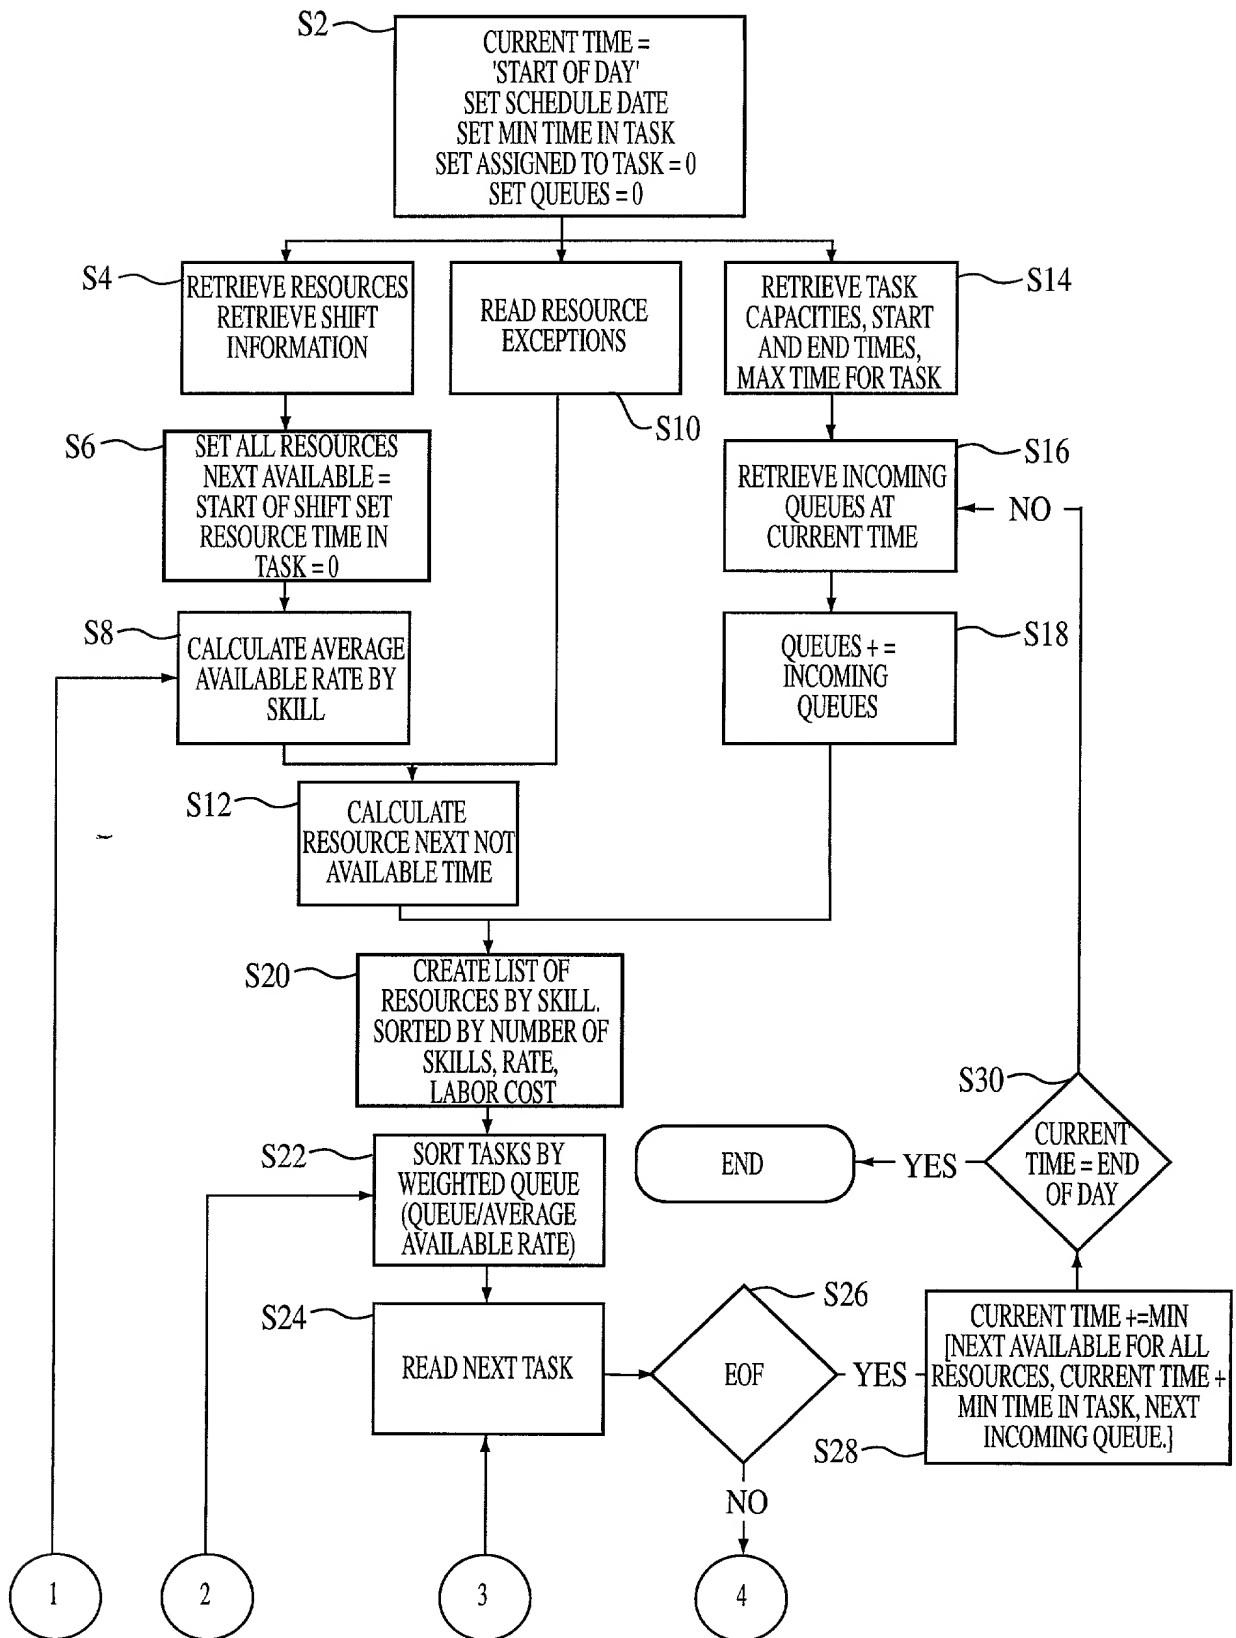 S2
CURRENT TIME =
'START OF DAY'
SET SCHEDULE DATE
SET MIN TIME IN TASK
SET ASSIGNED TO TASK = 0
SET QUEUES = 0
S4
RETRIEVE RESOURCES
RETRIEVE SHIFT
INFORMATION
READ RESOURCE
EXCEPTIONS
S10
RETRIEVE TASK
CAPACITIES, START
AND END TIMES,
MAX TIME FOR TASK
S14
S6
SET ALL RESOURCES
NEXT AVAILABLE =
START OF SHIFT SET
RESOURCE TIME IN
TASK = 0
RETRIEVE INCOMING
QUEUES AT
CURRENT TIME
S16
NO
S8
CALCULATE AVERAGE
AVAILABLE RATE BY
SKILL
QUEUES + =
INCOMING
QUEUES
S18
S12
CALCULATE
RESOURCE NEXT NOT
AVAILABLE TIME
S20
CREATE LIST OF
RESOURCES BY SKILL.
SORTED BY NUMBER OF
SKILLS, RATE,
LABOR COST
S22
SORT TASKS BY
WEIGHTED QUEUE
(QUEUE/AVERAGE
AVAILABLE RATE)
END
YES
S30
CURRENT
TIME = END
OF DAY
S24
READ NEXT TASK
S26
EOF
YES
CURRENT TIME +=MIN
[NEXT AVAILABLE FOR ALL
RESOURCES, CURRENT TIME +
MIN TIME IN TASK, NEXT
INCOMING QUEUE.]
S28
NO
1
2
3
4